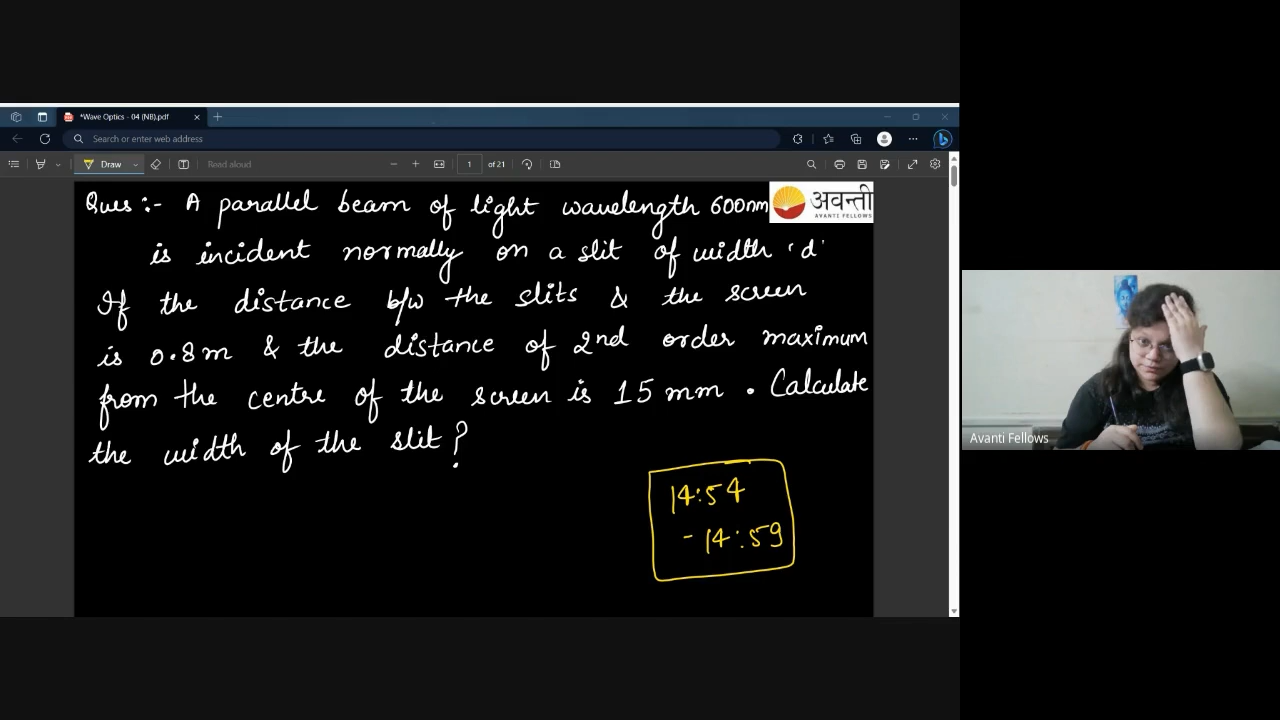 *Wave Optics - 04 (NB).pdf
Search or enter web address
Draw
Read aloud
1 of 21
Ques :- A parallel beam of light wavelength 600nm
अवन्ती
AVANTI FELLOWS
is incident normally on a slit of width 'd'
If the distance b/w the slits & the screen
is 0.8m & the distance of 2nd order maximum
from the centre of the screen is 15 mm . Calculate
the width of the slit ?
14:54
- 14:59
Avanti Fellows